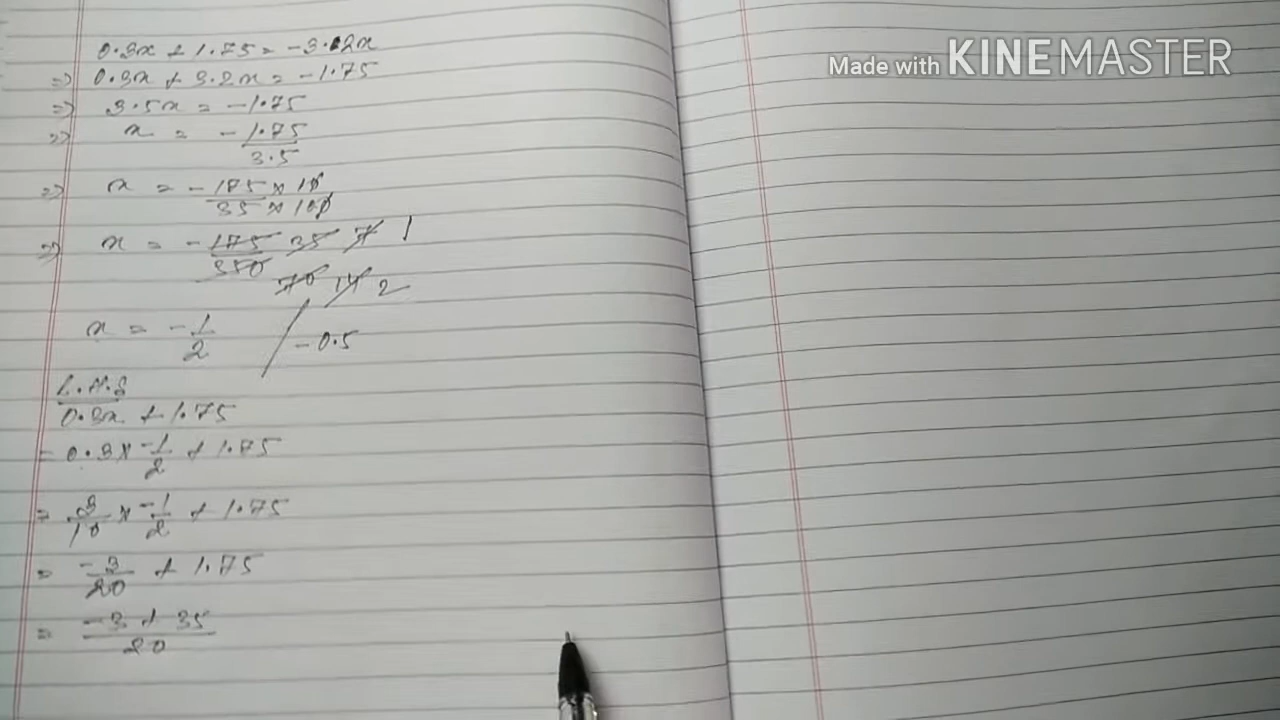 0.3x + 1.75 = -3.2x
Made with KINEMASTER
=> 0.3x + 3.2x = -1.75
=> 3.5x = -1.75
=> x = -1.75/3.5
=> x = -175 × 10/35 × 100
=> x = -175/350 35/70 7/14 1/2
x = -1/2 / -0.5
L.H.S
0.3x + 1.75
= 0.3 × -1/2 + 1.75
= 3/10 × -1/2 + 1.75
= -3/20 + 1.75
= -3 + 35/20